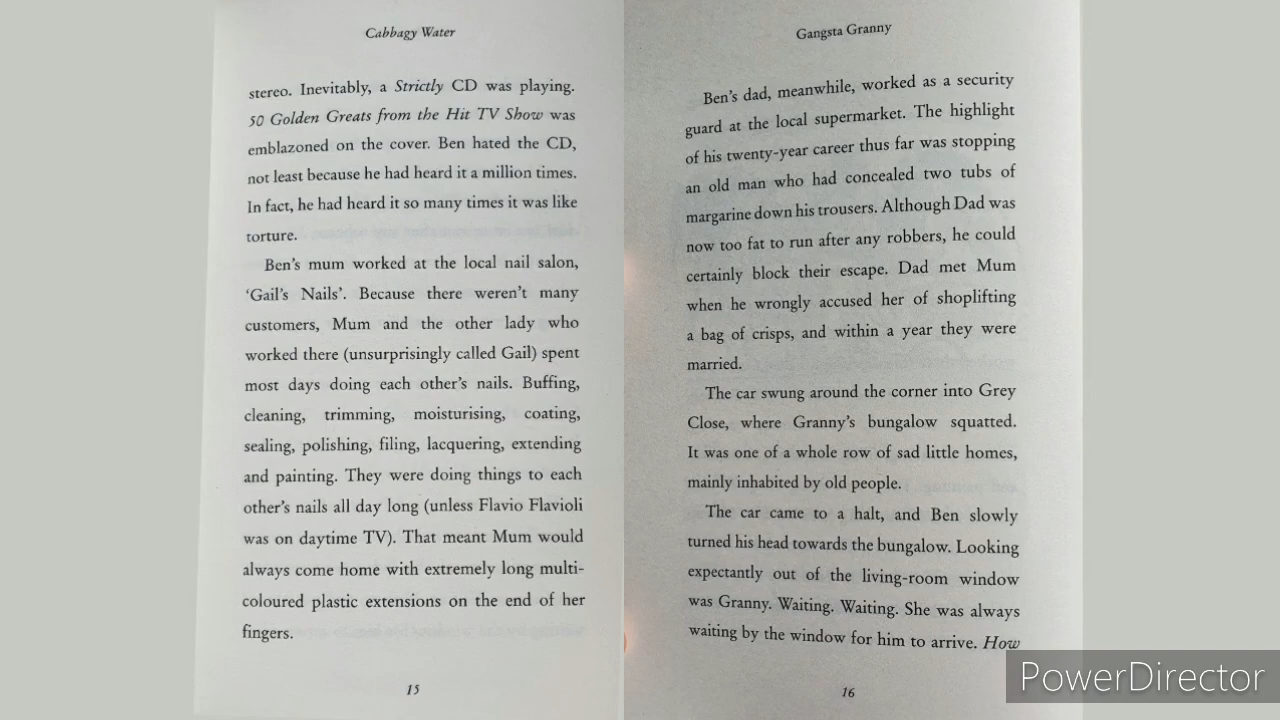 Cabbagy Water
stereo. Inevitably, a Strictly CD was playing.
50 Golden Greats from the Hit TV Show was
emblazoned on the cover. Ben hated the CD,
not least because he had heard it a million times.
In fact, he had heard it so many times it was like
torture.
Ben's mum worked at the local nail salon,
'Gail's Nails'. Because there weren't many
customers, Mum and the other lady who
worked there (unsurprisingly called Gail) spent
most days doing each other's nails. Buffing,
cleaning, trimming, moisturising, coating,
sealing, polishing, filing, lacquering, extending
and painting. They were doing things to each
other's nails all day long (unless Flavio Flavioli
was on daytime TV). That meant Mum would
always come home with extremely long multi-
coloured plastic extensions on the end of her
fingers.
15
Gangsta Granny
Ben's dad, meanwhile, worked as a security
guard at the local supermarket. The highlight
of his twenty-year career thus far was stopping
an old man who had concealed two tubs of
margarine down his trousers. Although Dad was
now too fat to run after any robbers, he could
certainly block their escape. Dad met Mum
when he wrongly accused her of shoplifting
a bag of crisps, and within a year they were
married.
The car swung around the corner into Grey
Close, where Granny's bungalow squatted.
It was one of a whole row of sad little homes,
mainly inhabited by old people.
The car came to a halt, and Ben slowly
turned his head towards the bungalow. Looking
expectantly out of the living-room window
was Granny. Waiting. Waiting. She was always
waiting by the window for him to arrive. How
16
PowerDirector